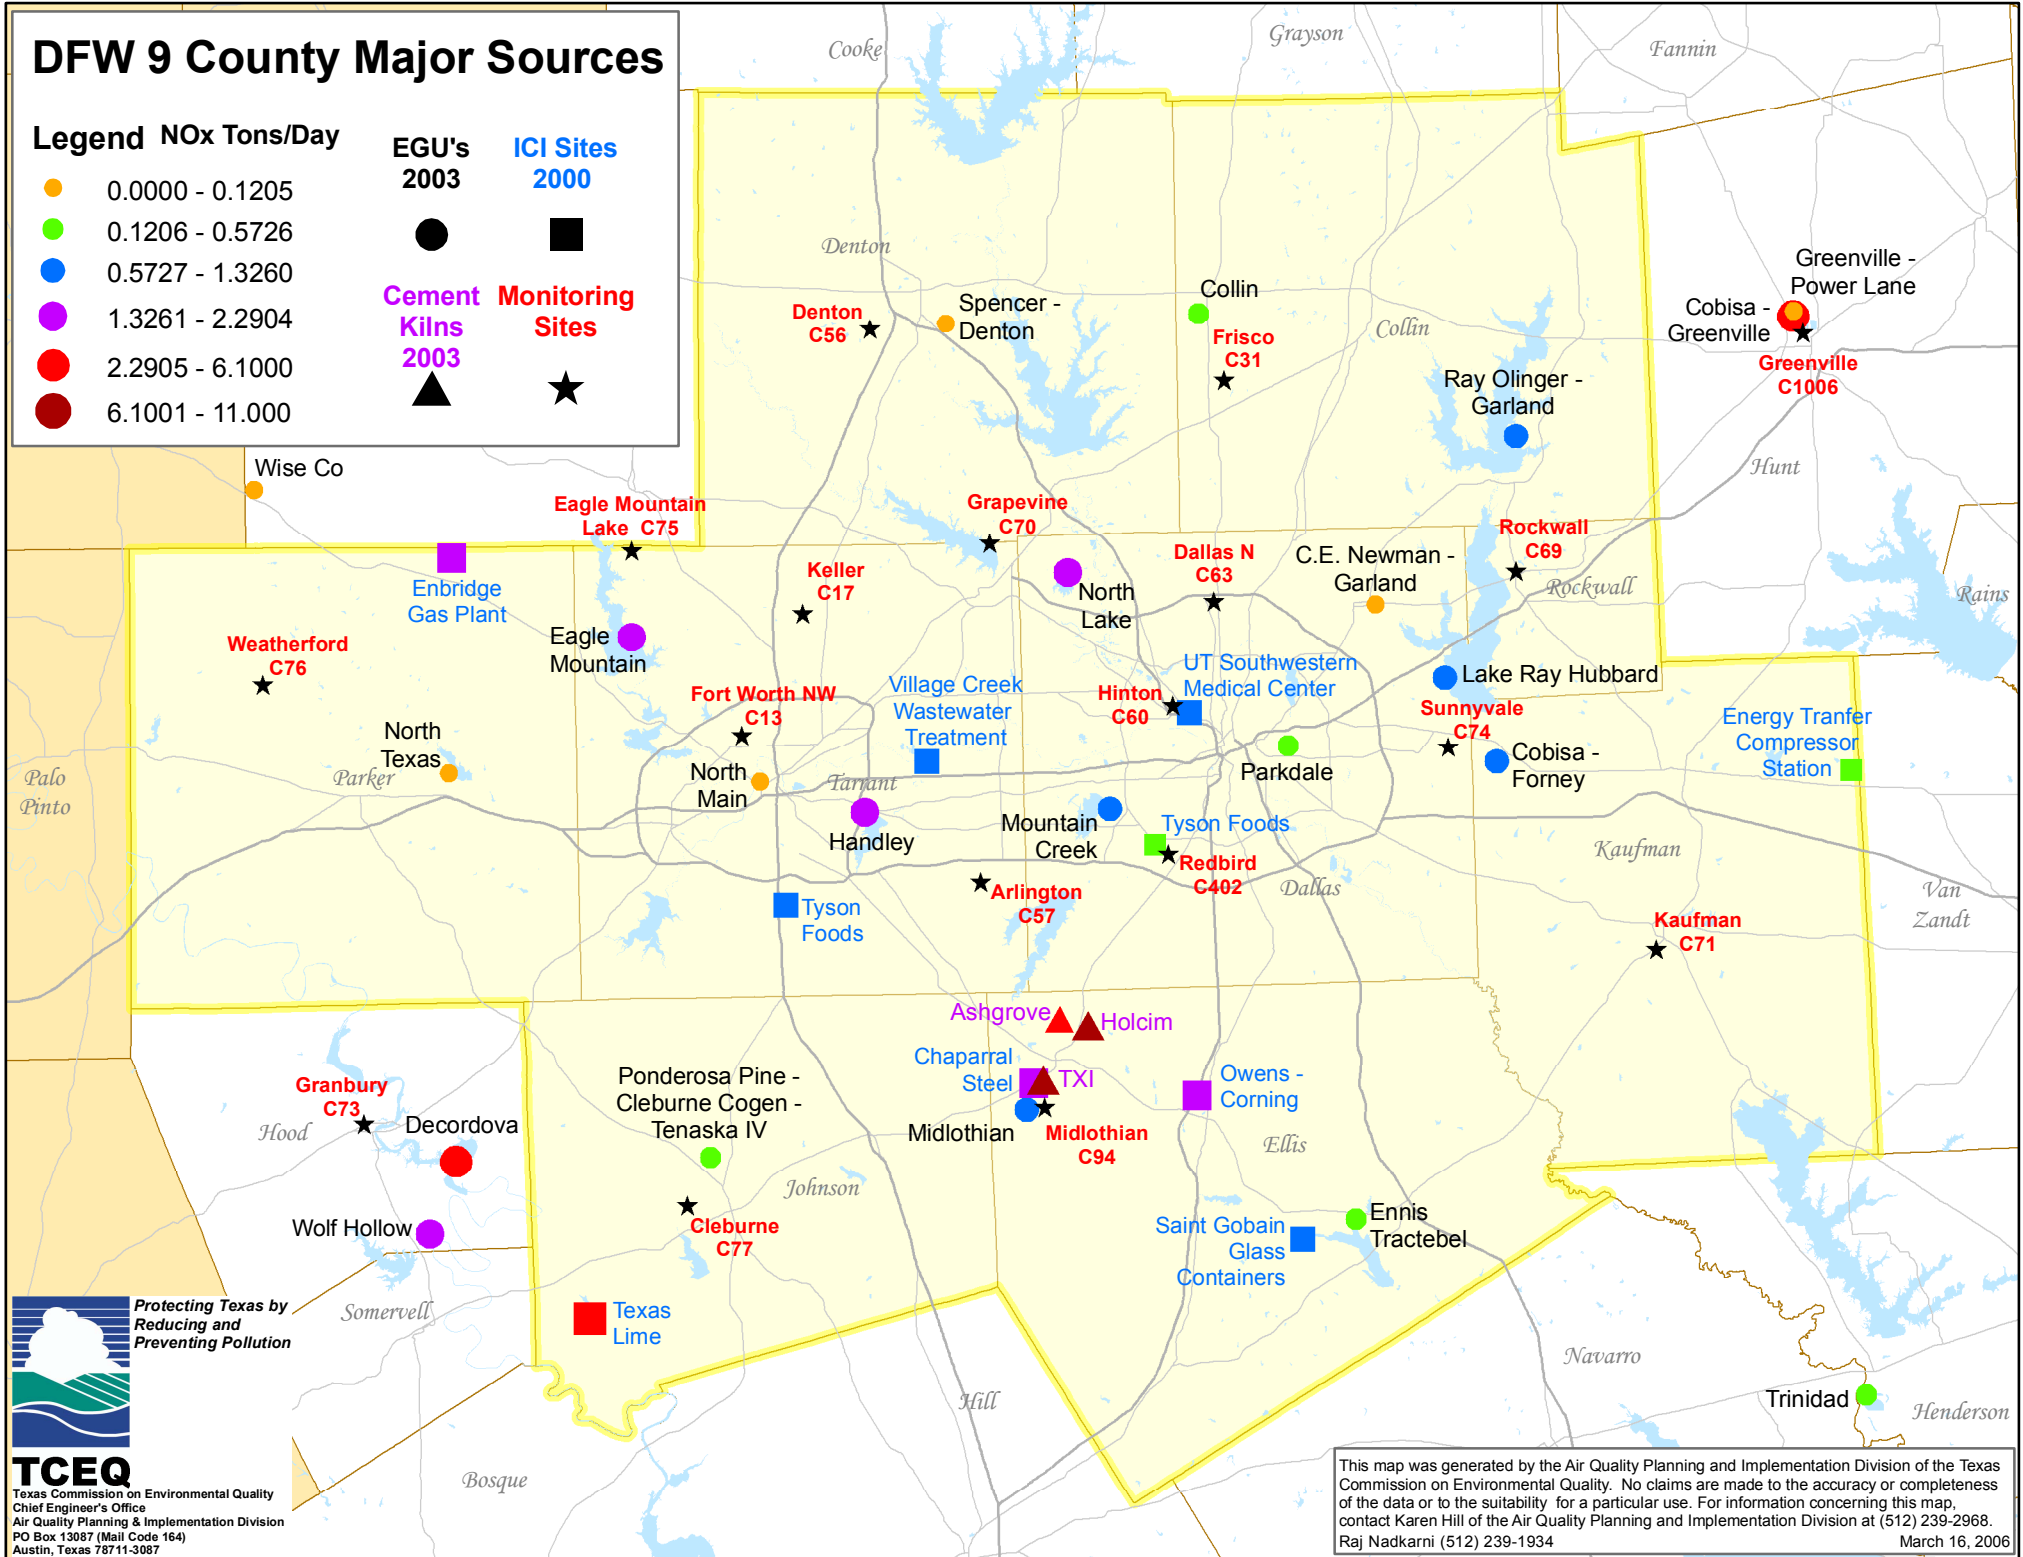 DFW 9 County Major Sources
Legend NOx Tons/Day
0.0000 - 0.1205
0.1206 - 0.5726
0.5727 - 1.3260
1.3261 - 2.2904
2.2905 - 6.1000
6.1001 - 11.000
EGU's
2003
ICI Sites
2000
Cement
Kilns
2003
Monitoring
Sites
Cooke
Grayson
Fannin
Denton
Denton
C56
Spencer -
Denton
Collin
Frisco
C31
Collin
Ray Olinger -
Garland
Greenville -
Power Lane
Cobisa -
Greenville
Greenville
C1006
Hunt
Wise Co
Eagle Mountain
Lake C75
Grapevine
C70
Rockwall
C69
Rockwall
Rains
Enbridge
Gas Plant
Keller
C17
North
Lake
Dallas N
C63
C.E. Newman -
Garland
Weatherford
C76
Eagle
Mountain
Fort Worth NW
C13
Village Creek
Wastewater
Treatment
Hinton
C60
UT Southwestern
Medical Center
Lake Ray Hubbard
Sunnyvale
C74
Cobisa -
Forney
Energy Tranfer
Compressor
Station
Palo
Pinto
Parker
North
Texas
North
Main
Tarrant
Handley
Mountain
Creek
Parkdale
Tyson Foods
Redbird
C402
Dallas
Kaufman
Van
Zandt
Arlington
C57
Tyson
Foods
Kaufman
C71
Ashgrove
Holcim
Chaparral
Steel
TXI
Midlothian
Midlothian
C94
Owens -
Corning
Ellis
Granbury
C73
Hood
Decordova
Wolf Hollow
Ponderosa Pine -
Cleburne Cogen -
Tenaska IV
Johnson
Cleburne
C77
Saint Gobain
Glass
Containers
Ennis
Tractebel
Somervell
Texas
Lime
Hill
Navarro
Trinidad
Henderson
Bosque
Protecting Texas by
Reducing and
Preventing Pollution
TCEQ
Texas Commission on Environmental Quality
Chief Engineer's Office
Air Quality Planning & Implementation Division
PO Box 13087 (Mail Code 164)
Austin, Texas 78711-3087
This map was generated by the Air Quality Planning and Implementation Division of the Texas
Commission on Environmental Quality. No claims are made to the accuracy or completeness
of the data or to the suitability for a particular use. For information concerning this map,
contact Karen Hill of the Air Quality Planning and Implementation Division at (512) 239-2968.
Raj Nadkarni (512) 239-1934 March 16, 2006